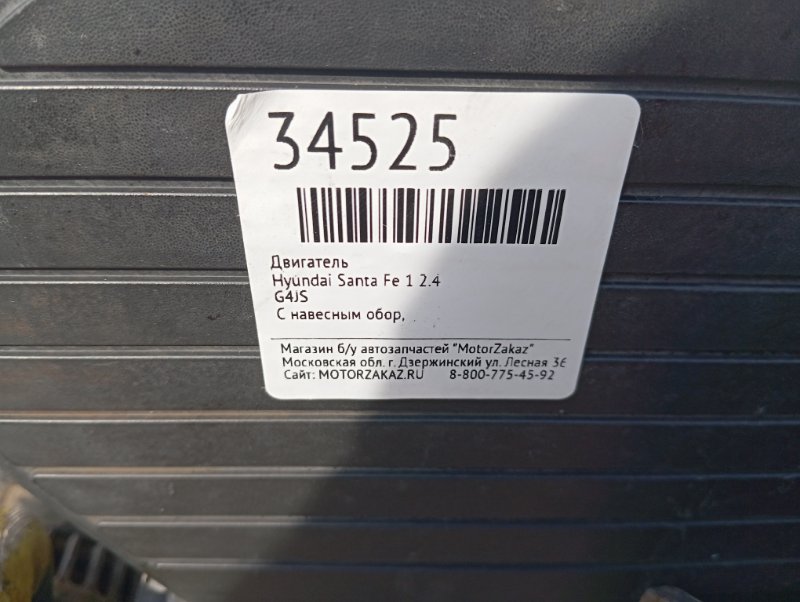 34525
Двигатель
Hyundai Santa Fe 1 2.4
G4JS
С навесным обор,
Магазин б/у автозапчастей "MotorZakaz"
Московская обл. г. Дзержинский ул. Лесная 3Б
Сайт: MOTORZAKAZ.RU 8-800-775-45-92